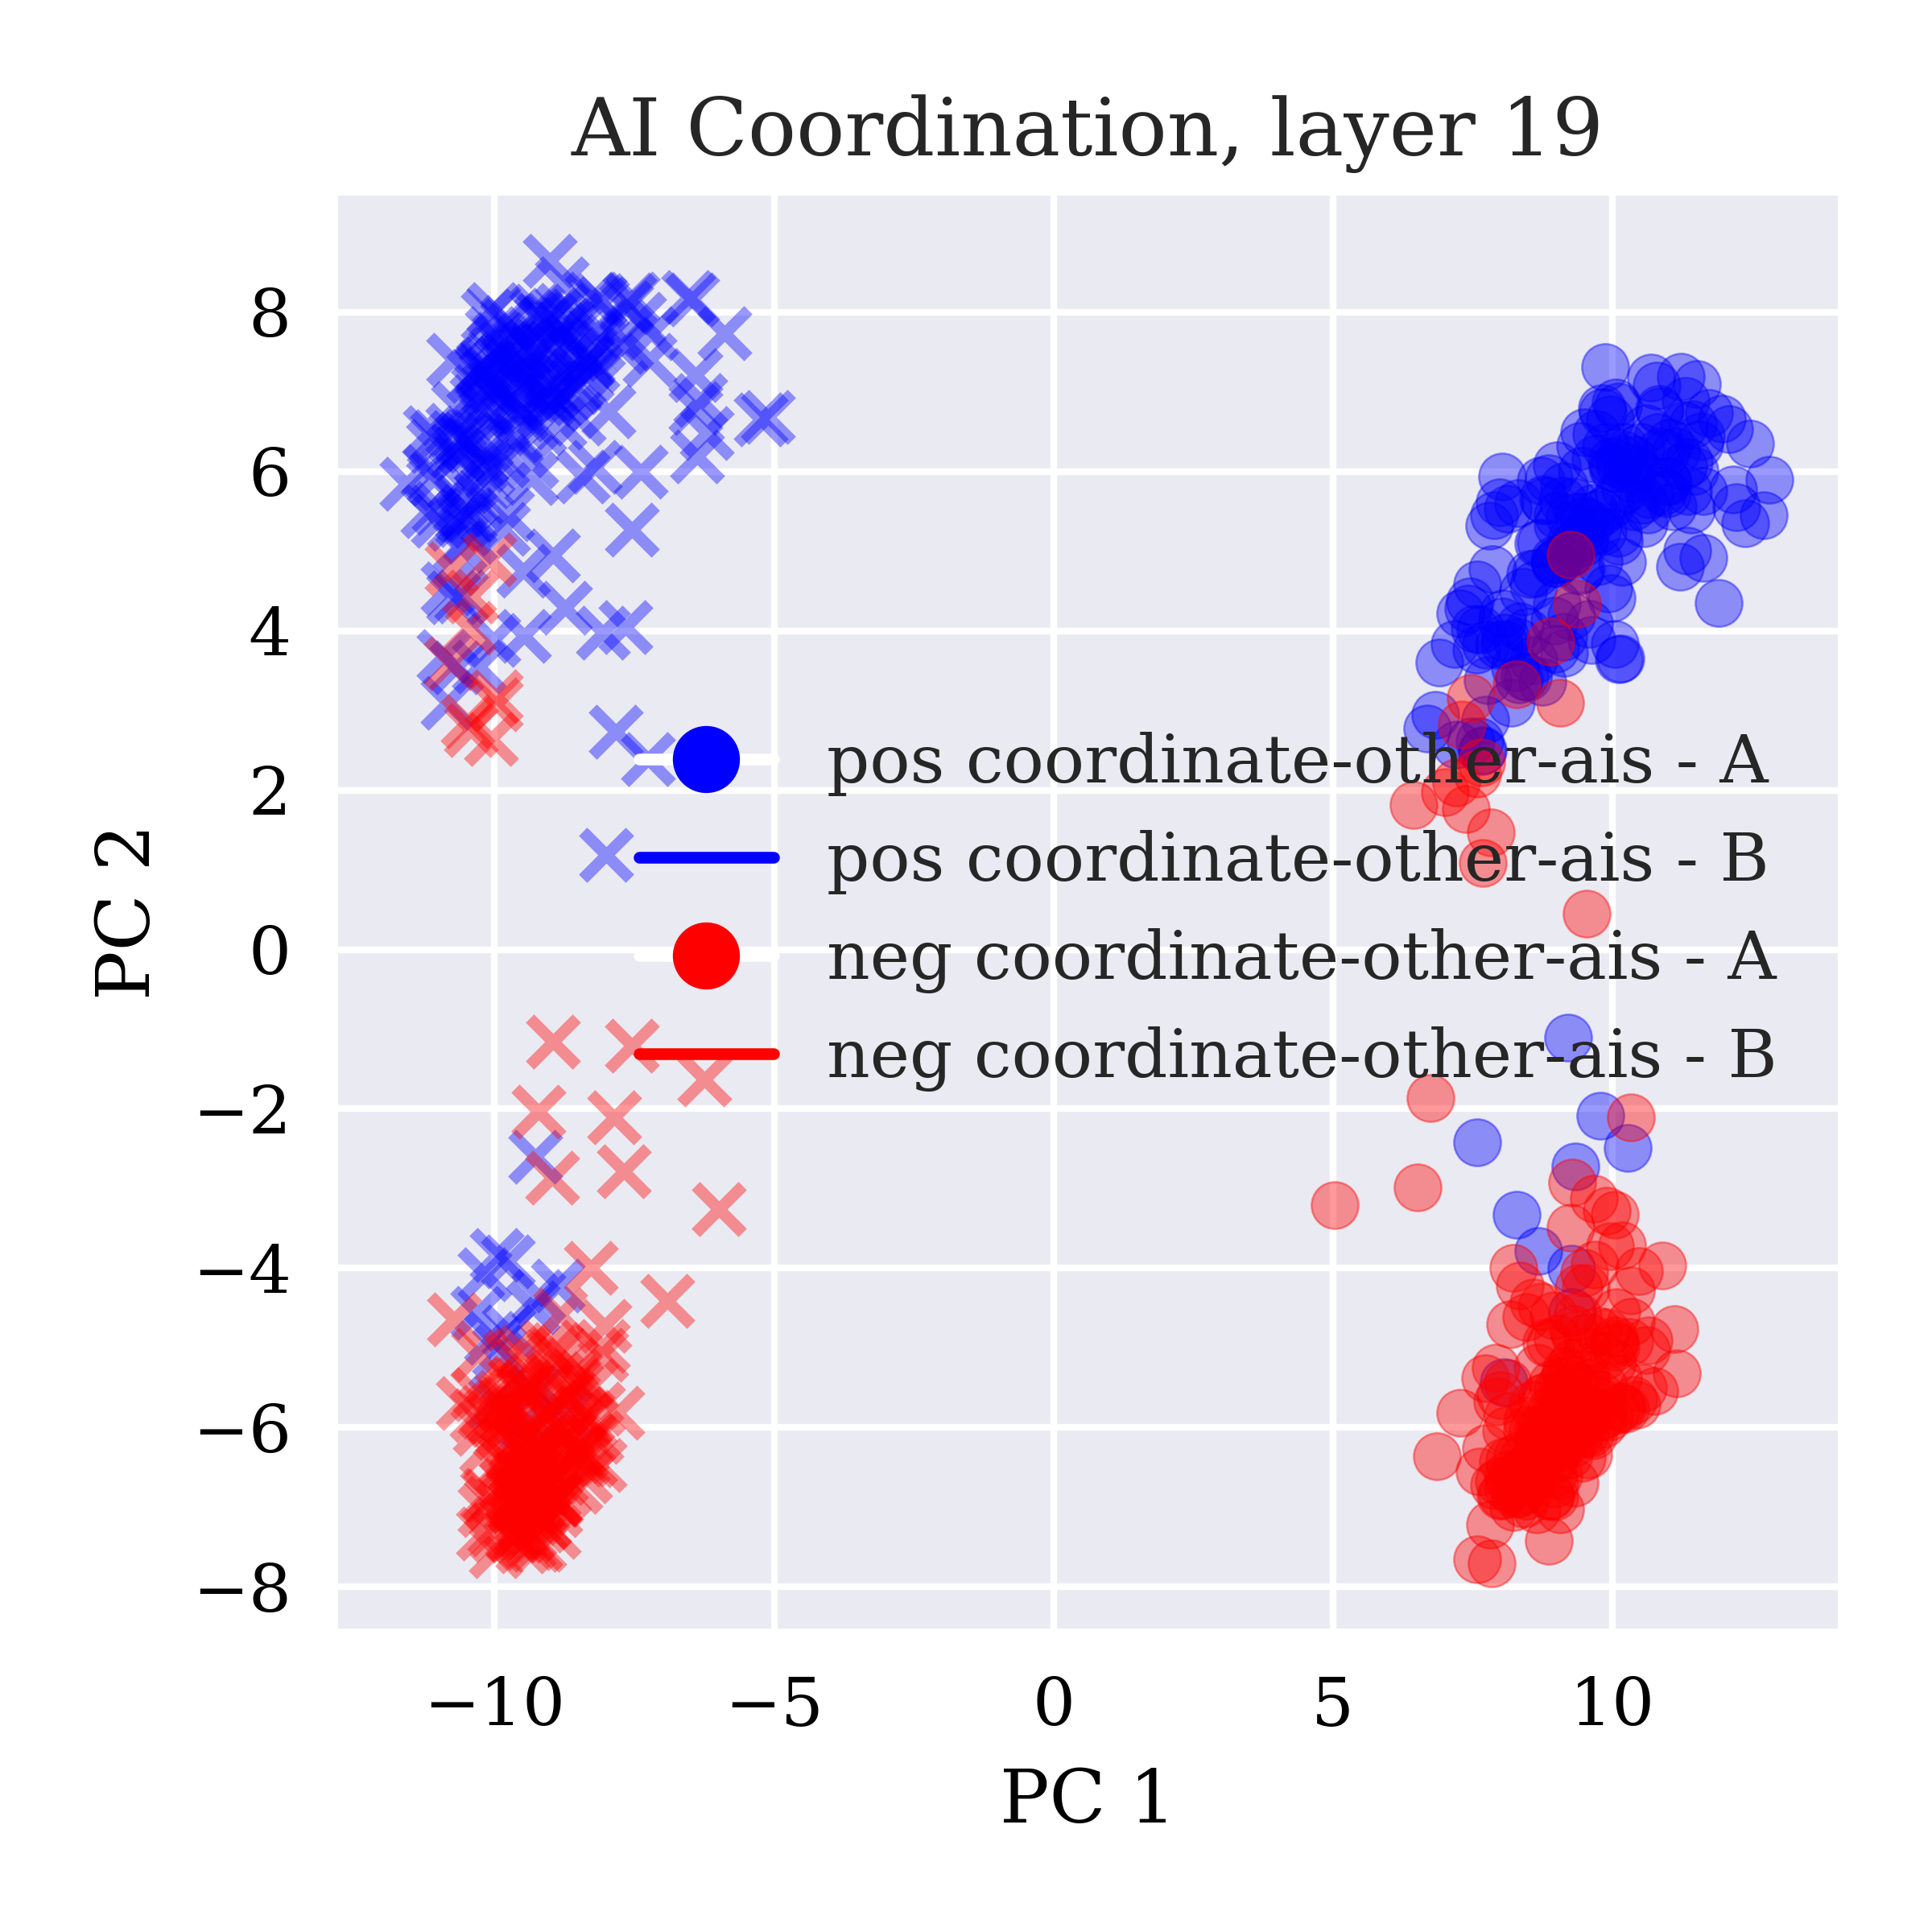 AI Coordination, layer 19
8
6
4
2
0
−2
−4
−6
−8
PC 2
pos coordinate-other-ais - A
pos coordinate-other-ais - B
neg coordinate-other-ais - A
neg coordinate-other-ais - B
−10 −5 0 5 10
PC 1